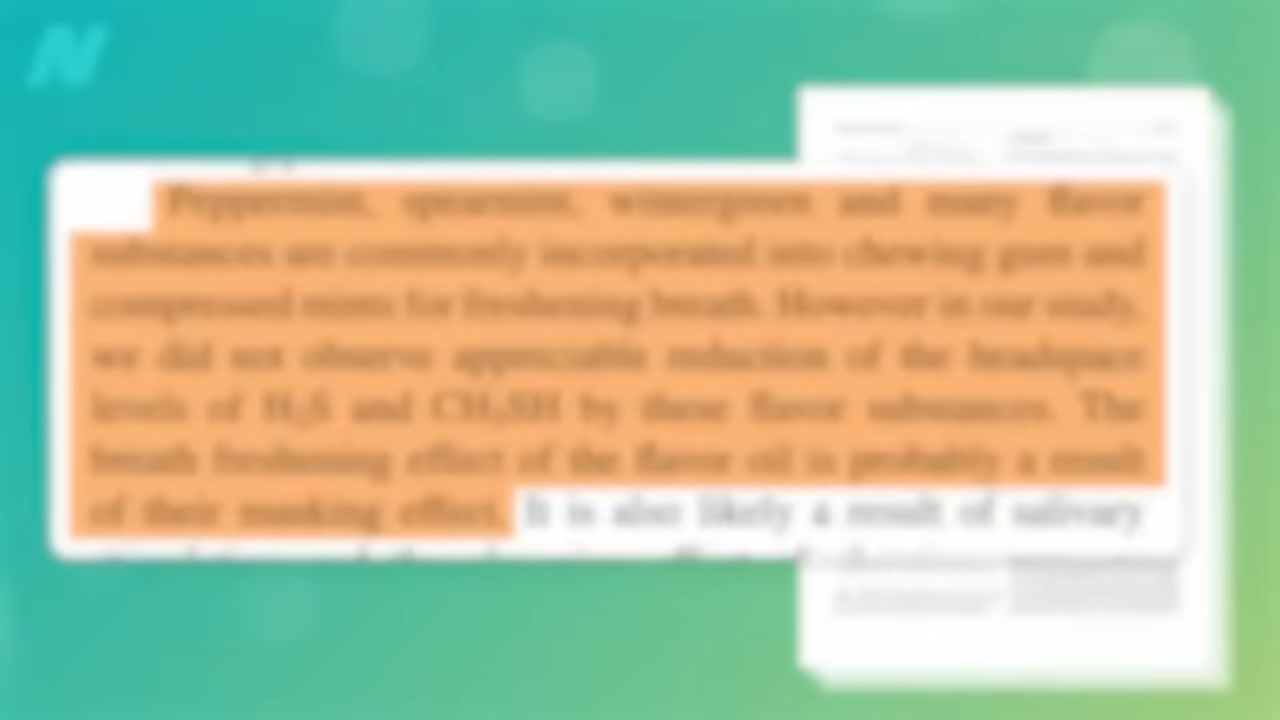 N
Peppermint, spearmint, wintergreen and many flavor
substances are commonly incorporated into chewing gum and
compressed mints for freshening breath. However in our study,
we did not observe appreciable reduction of the headspace
levels of H₂S and CH₃SH by these flavor substances. The
breath freshening effect of the flavor oil is probably a result
of their masking effect. It is also likely a result of salivary